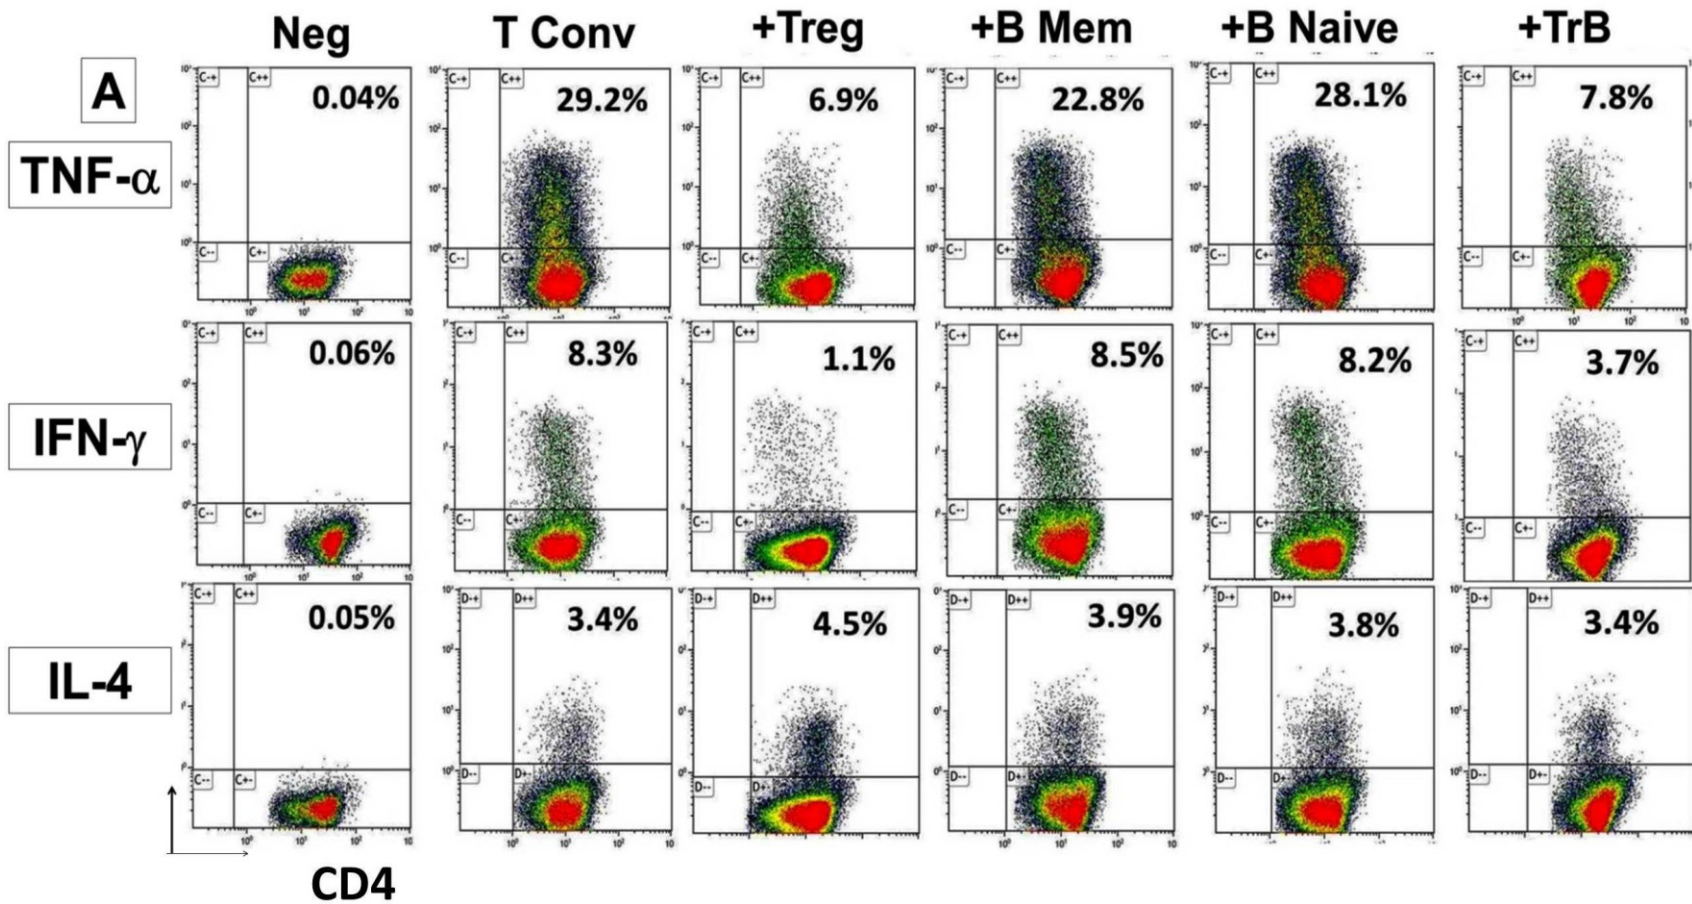 Neg T Conv +Treg +B Mem +B Naive +TrB
A
TNF-α
C-+ C++ 0.04% C-+ C++ 29.2% C-+ C++ 6.9% C-+ C++ 22.8% C-+ C++ 28.1% C-+ C++ 7.8%
C-- C+- C-- C+- C-- C+- C-- C+- C-- C+- C-- C+-
IFN-γ
C-+ C++ 0.06% C-+ C++ 8.3% C-+ C++ 1.1% C-+ C++ 8.5% C-+ C++ 8.2% C-+ C++ 3.7%
C-- C+- C-- C+- C-- C+- C-- C+- C-- C+- C-- C+-
IL-4
C-+ C++ 0.05% D-+ D++ 3.4% D-+ D++ 4.5% D-+ D++ 3.9% D-+ D++ 3.8% D-+ D++ 3.4%
C-- C+- D-- D+- D-- D+- D-- D+- D-- D+- D-- D+-
CD4